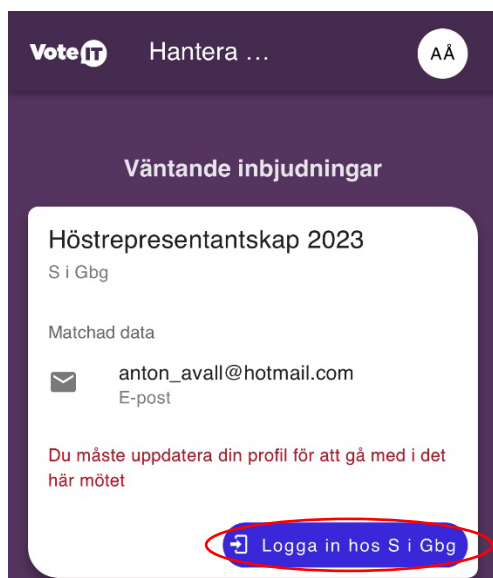 VoteIT Hantera ... AÅ
Väntande inbjudningar
Höstrepresentantskap 2023
S i Gbg
Matchad data
anton_avall@hotmail.com
E-post
Du måste uppdatera din profil för att gå med i det
här mötet
Logga in hos S i Gbg